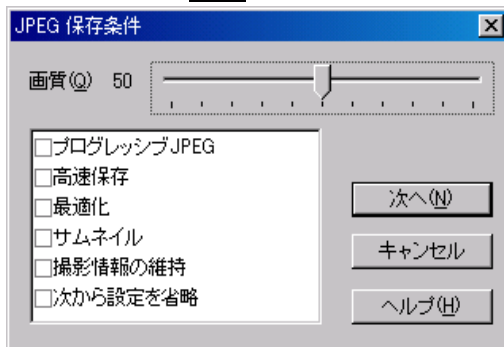 JPEG 保存条件
画質(Q) 50
プログレッシブJPEG
高速保存
最適化
サムネイル
撮影情報の維持
次から設定を省略
次へ(N)
キャンセル
ヘルプ(H)